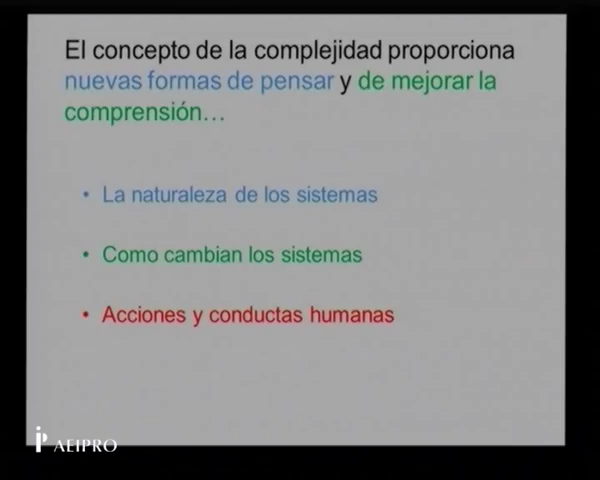 El concepto de la complejidad proporciona
nuevas formas de pensar y de mejorar la
comprensión...
• La naturaleza de los sistemas
• Como cambian los sistemas
• Acciones y conductas humanas
ip AEIPRO